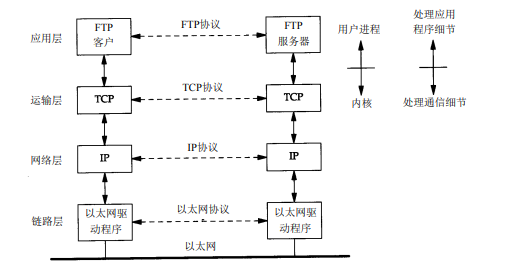 应用层
FTP
客户
FTP协议
FTP
服务器
用户进程
处理应用
程序细节
运输层
TCP
TCP协议
TCP
内核
处理通信细节
网络层
IP
IP协议
IP
链路层
以太网驱
动程序
以太网协议
以太网驱
动程序
以太网